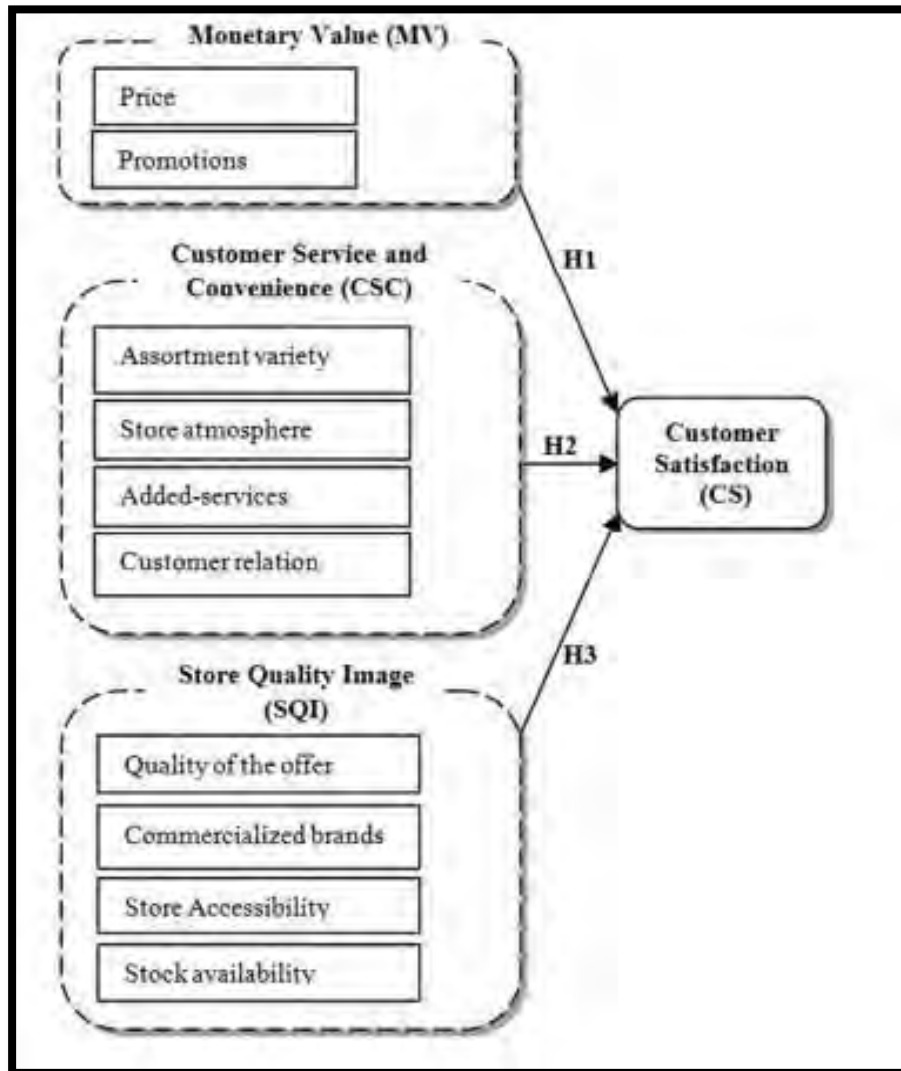 Monetary Value (MV)
Price
Promotions
H1
Customer Service and
Convenience (CSC)
Assortment variety
Store atmosphere
Added-services
Customer relation
H2
Customer
Satisfaction
(CS)
H3
Store Quality Image
(SQI)
Quality of the offer
Commercialized brands
Store Accessibility
Stock availability